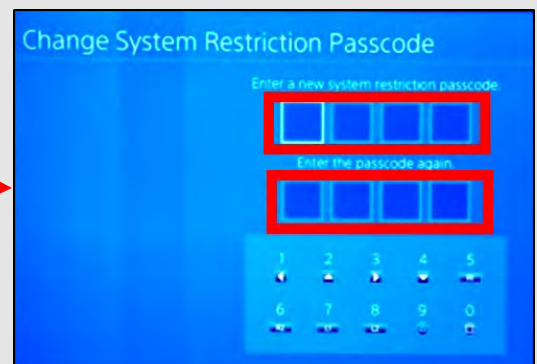 Change System Restriction Passcode
Enter a new system restriction passcode.
Enter the passcode again.
1 2 3 4 5
6 7 8 9 0